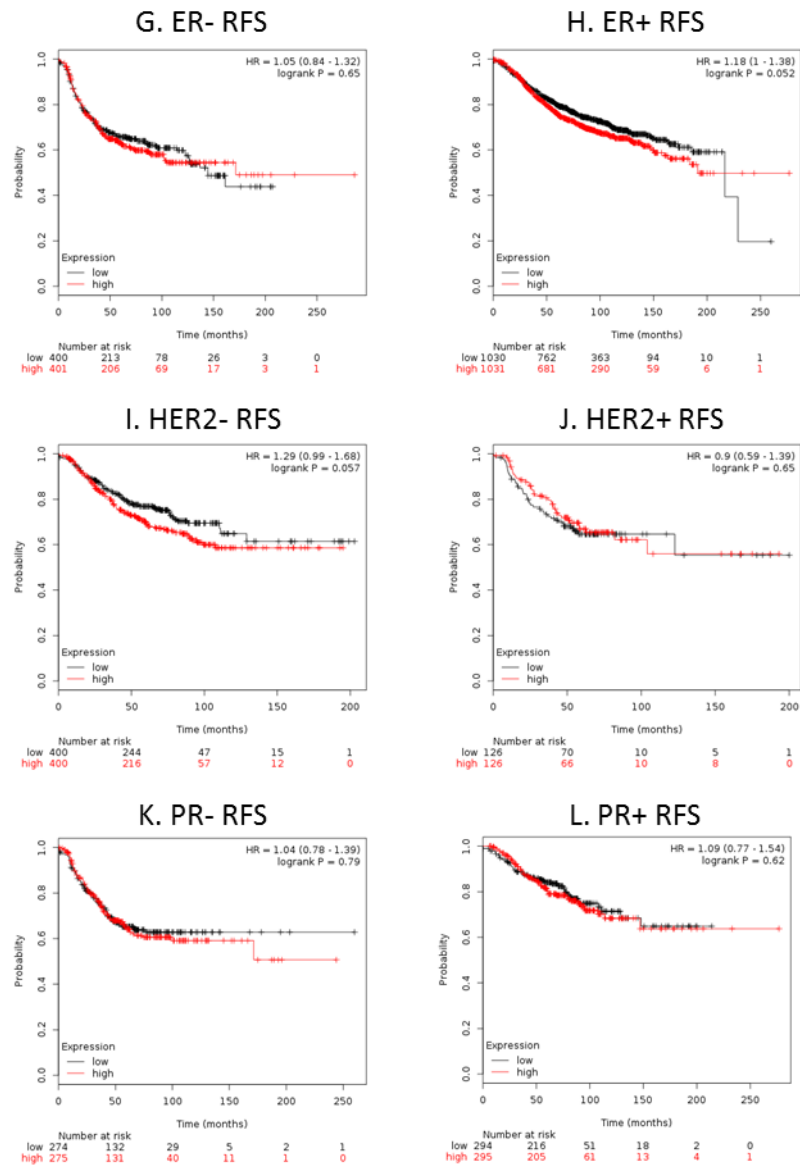 G. ER- RFS
HR = 1.05 (0.84 - 1.32)
logrank P = 0.65
Probability
1.0
0.8
0.6
0.4
0.2
0.0
Expression
low
high
0 50 100 150 200 250
Time (months)
Number at risk
low 400 213 78 26 3 0
high 401 206 69 17 3 1
H. ER+ RFS
HR = 1.18 (1 - 1.38)
logrank P = 0.052
Probability
1.0
0.8
0.6
0.4
0.2
0.0
Expression
low
high
0 50 100 150 200 250
Time (months)
Number at risk
low 1030 762 363 94 10 1
high 1031 681 290 59 6 1
I. HER2- RFS
HR = 1.29 (0.99 - 1.68)
logrank P = 0.057
Probability
1.0
0.8
0.6
0.4
0.2
0.0
Expression
low
high
0 50 100 150 200
Time (months)
Number at risk
low 400 244 47 15 1
high 400 216 57 12 0
J. HER2+ RFS
HR = 0.9 (0.59 - 1.39)
logrank P = 0.65
Probability
1.0
0.8
0.6
0.4
0.2
0.0
Expression
low
high
0 50 100 150 200
Time (months)
Number at risk
low 126 70 10 5 1
high 126 66 10 8 0
K. PR- RFS
HR = 1.04 (0.78 - 1.39)
logrank P = 0.79
Probability
1.0
0.8
0.6
0.4
0.2
0.0
Expression
low
high
0 50 100 150 200 250
Time (months)
Number at risk
low 274 132 29 5 2 1
high 275 131 40 11 1 0
L. PR+ RFS
HR = 1.09 (0.77 - 1.54)
logrank P = 0.62
Probability
1.0
0.8
0.6
0.4
0.2
0.0
Expression
low
high
0 50 100 150 200 250
Time (months)
Number at risk
low 294 216 51 18 2 0
high 295 205 61 13 4 1